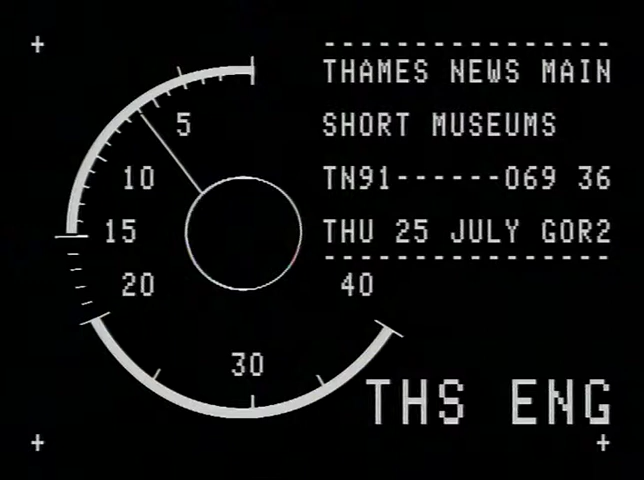 THAMES NEWS MAIN
SHORT MUSEUMS
TN91------069 36
THU 25 JULY GOR2
5
10
15
20
40
30
THS ENG